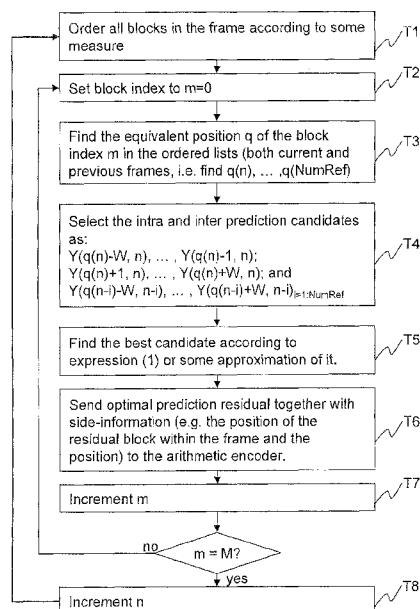 Order all blocks in the frame according to some
measure
T1
T2
Set block index to m=0
Find the equivalent position q of the block
index m in the ordered lists (both current and
previous frames, i.e. find q(n), ... ,q(NumRef)
T3
Select the intra and inter prediction candidates
as:
Y(q(n)-W, n), ... , Y(q(n)-1, n);
Y(q(n)+1, n), ... , Y(q(n)+W, n); and
Y(q(n-i)-W, n-i), ... , Y(q(n-i)+W, n-i)i=1:NumRef
T4
Find the best candidate according to
expression (1) or some approximation of it.
T5
Send optimal prediction residual together with
side-information (e.g. the position of the
residual block within the frame and the
position) to the arithmetic encoder.
T6
T7
Increment m
no
m = M?
yes
T8
Increment n